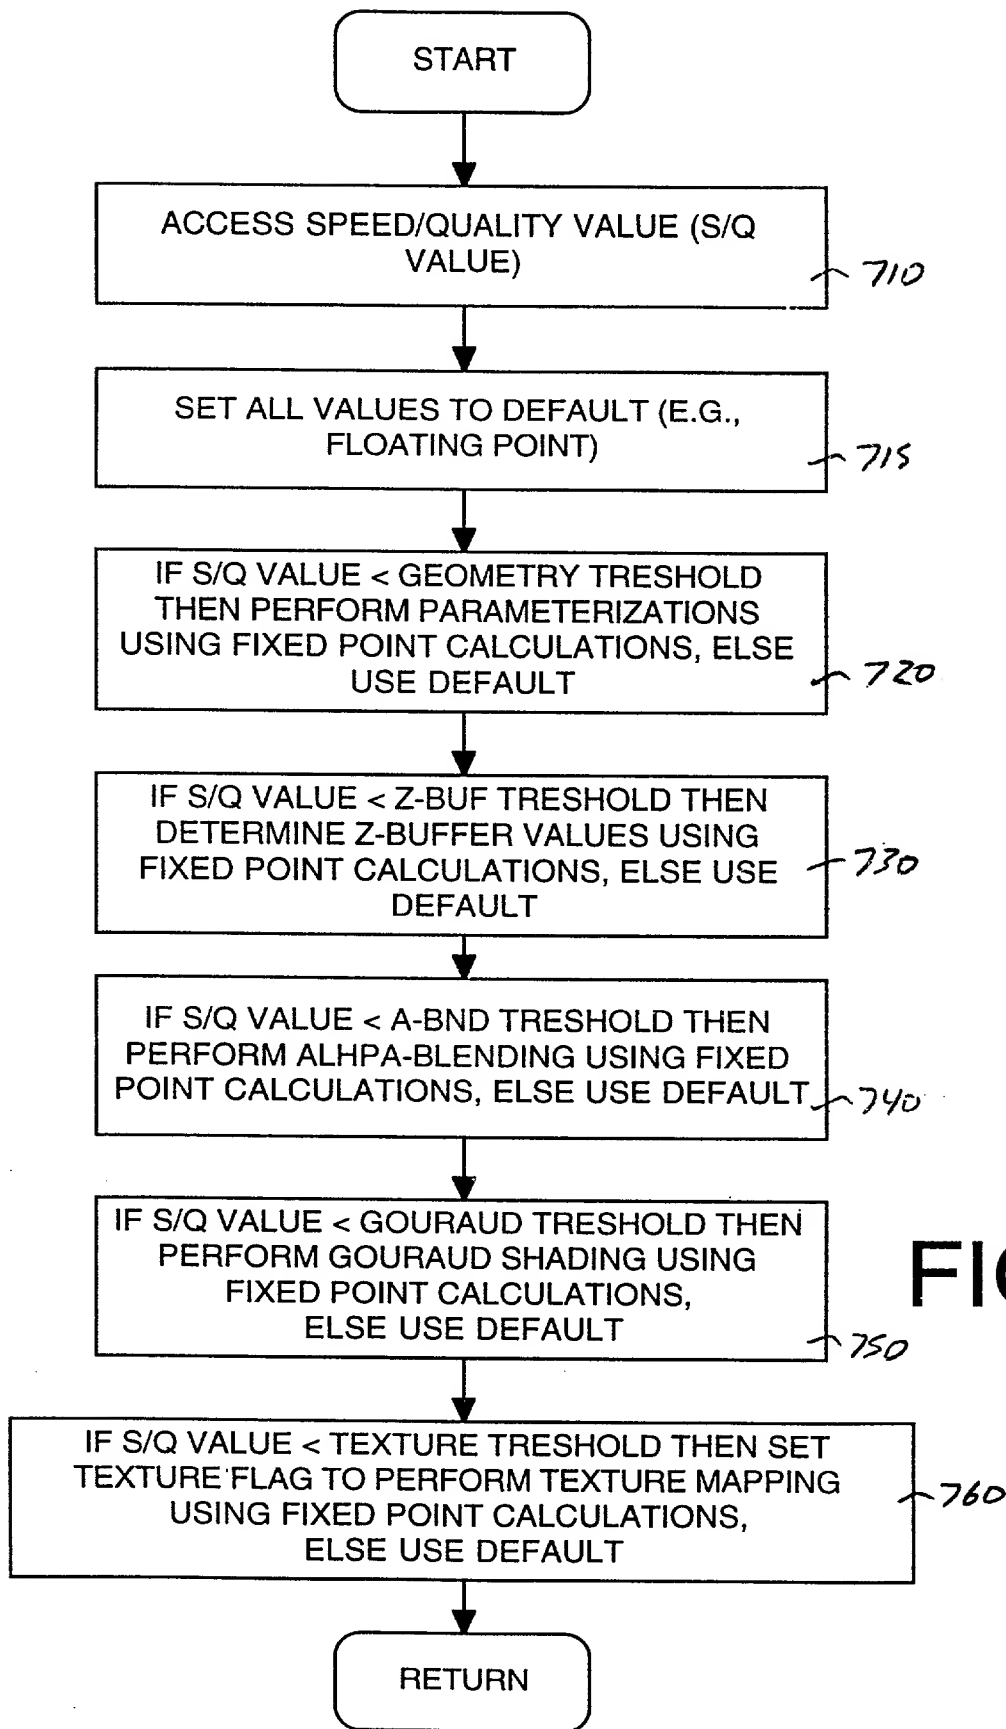 START
ACCESS SPEED/QUALITY VALUE (S/Q
VALUE)
710
SET ALL VALUES TO DEFAULT (E.G.,
FLOATING POINT)
715
IF S/Q VALUE < GEOMETRY TRESHOLD
THEN PERFORM PARAMETERIZATIONS
USING FIXED POINT CALCULATIONS, ELSE
USE DEFAULT
720
IF S/Q VALUE < Z-BUF TRESHOLD THEN
DETERMINE Z-BUFFER VALUES USING
FIXED POINT CALCULATIONS, ELSE USE
DEFAULT
730
IF S/Q VALUE < A-BND TRESHOLD THEN
PERFORM ALHPA-BLENDING USING FIXED
POINT CALCULATIONS, ELSE USE DEFAULT
740
IF S/Q VALUE < GOURAUD TRESHOLD THEN
PERFORM GOURAUD SHADING USING
FIXED POINT CALCULATIONS,
ELSE USE DEFAULT
750
IF S/Q VALUE < TEXTURE TRESHOLD THEN SET
TEXTURE FLAG TO PERFORM TEXTURE MAPPING
USING FIXED POINT CALCULATIONS,
ELSE USE DEFAULT
760
RETURN